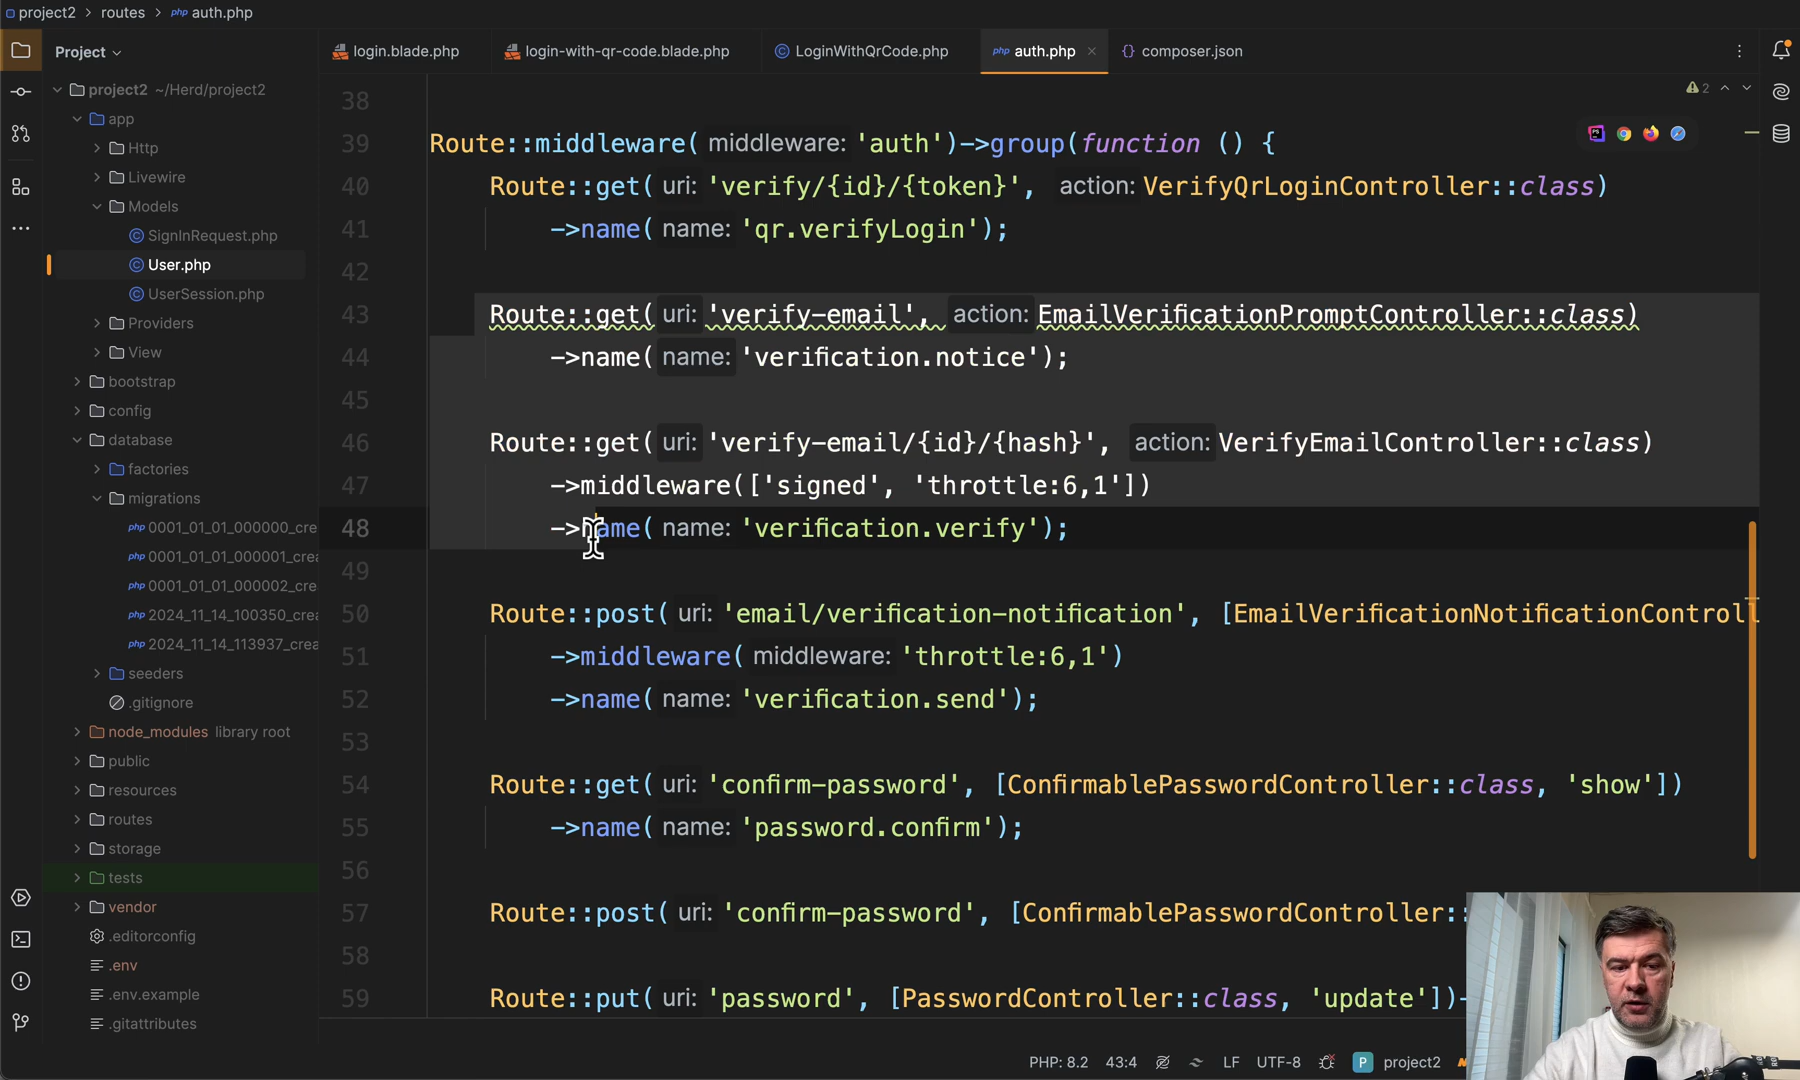 project2 > routes > php auth.php
Project
login.blade.php
login-with-qr-code.blade.php
LoginWithQrCode.php
php auth.php
composer.json
project2 ~/Herd/project2
app
Http
Livewire
Models
SignInRequest.php
User.php
UserSession.php
Providers
View
bootstrap
config
database
factories
migrations
php 0001_01_01_000000_cre
php 0001_01_01_000001_crea
php 0001_01_01_000002_cre
php 2024_11_14_100350_crea
php 2024_11_14_113937_crea
seeders
.gitignore
node_modules library root
public
resources
routes
storage
tests
vendor
.editorconfig
.env
.env.example
.gitattributes
2
38
39 Route::middleware( middleware: 'auth')->group(function () {
40 Route::get( uri: 'verify/{id}/{token}', action: VerifyQrLoginController::class)
41 ->name( name: 'qr.verifyLogin');
42
43 Route::get( uri: 'verify-email', action: EmailVerificationPromptController::class)
44 ->name( name: 'verification.notice');
45
46 Route::get( uri: 'verify-email/{id}/{hash}', action: VerifyEmailController::class)
47 ->middleware(['signed', 'throttle:6,1'])
48 ->name( name: 'verification.verify');
49
50 Route::post( uri: 'email/verification-notification', [EmailVerificationNotificationControll
51 ->middleware( middleware: 'throttle:6,1')
52 ->name( name: 'verification.send');
53
54 Route::get( uri: 'confirm-password', [ConfirmablePasswordController::class, 'show'])
55 ->name( name: 'password.confirm');
56
57 Route::post( uri: 'confirm-password', [ConfirmablePasswordController:
58
59 Route::put( uri: 'password', [PasswordController::class, 'update'])-
PHP: 8.2 43:4 LF UTF-8 P project2